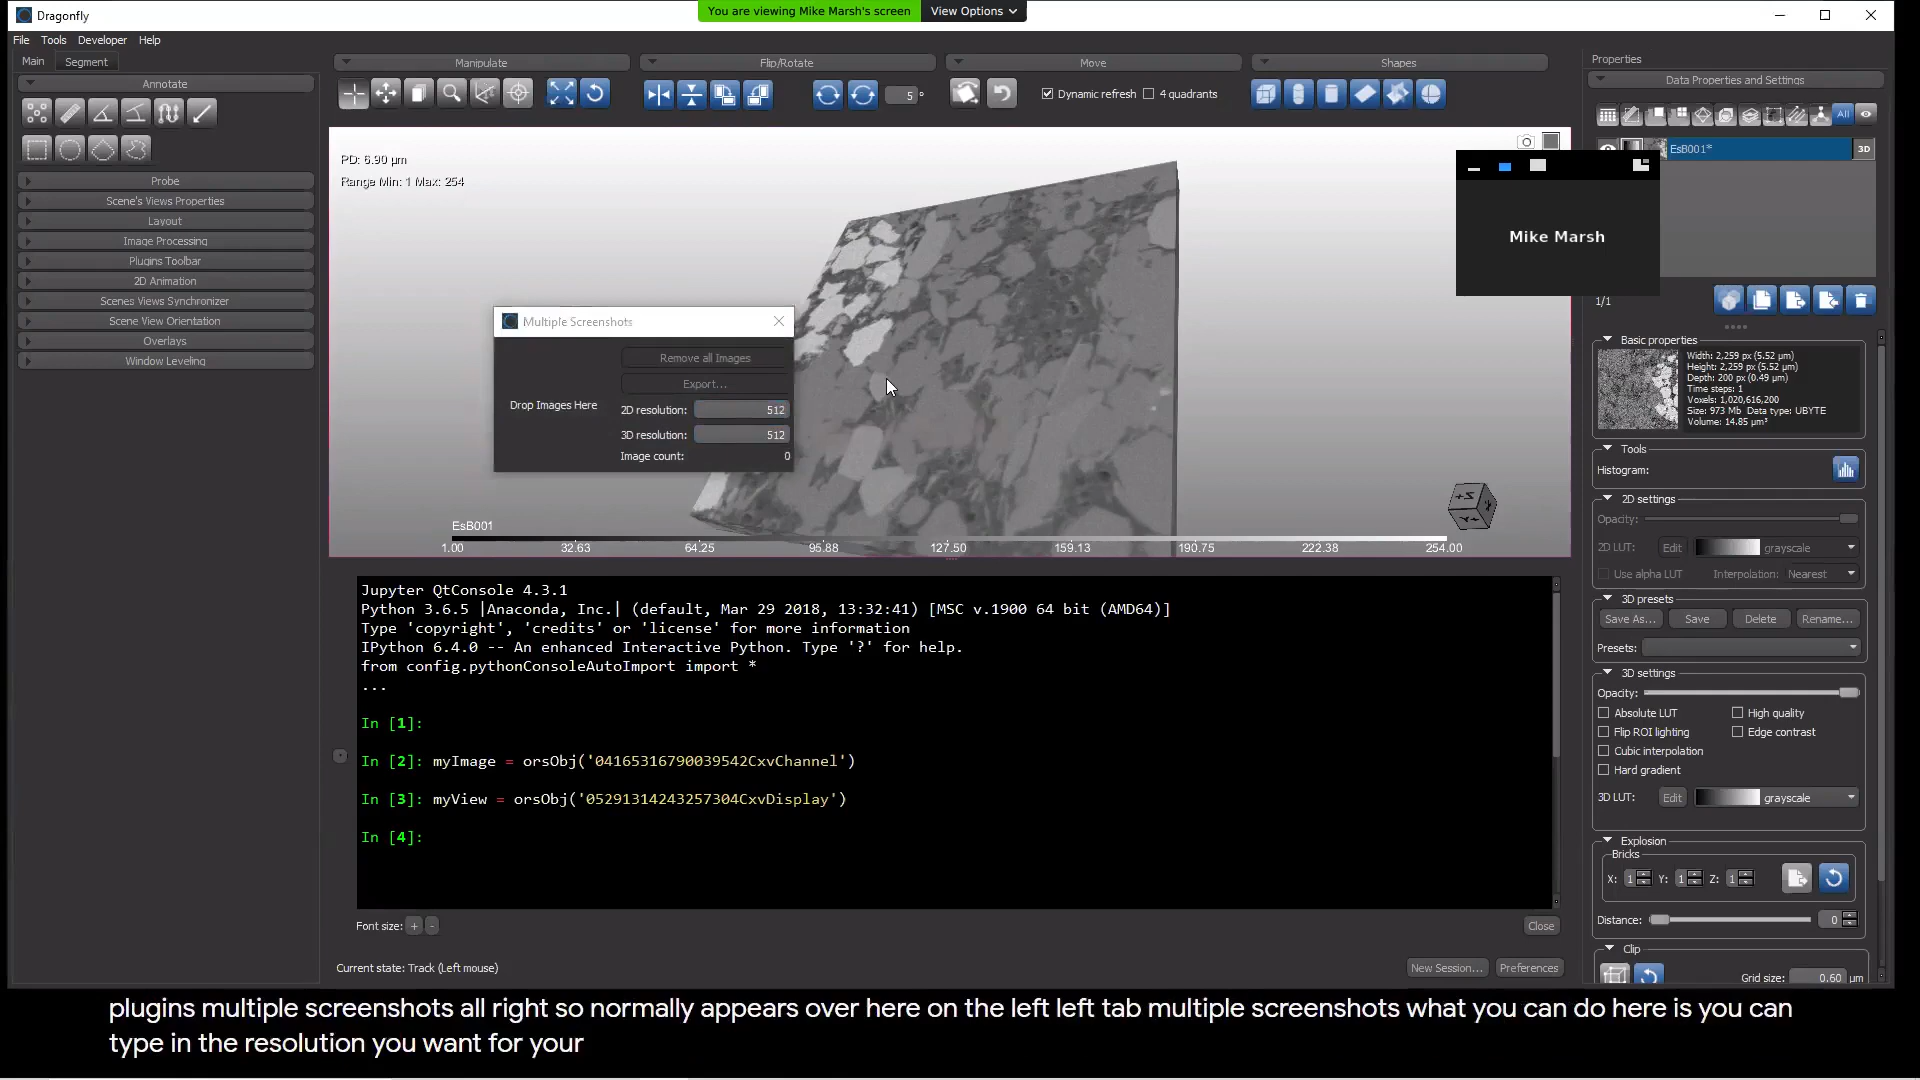 Dragonfly
You are viewing Mike Marsh's screen
View Options
File Tools Developer Help
Main Segment
Annotate
Probe
Scene's Views Properties
Layout
Image Processing
Plugins Toolbar
2D Animation
Scenes Views Synchronizer
Scene View Orientation
Overlays
Window Leveling
Manipulate
Flip/Rotate
Move
Shapes
5 °
Dynamic refresh
4 quadrants
PD: 6.90 µm
Range Min: 1 Max: 254
Multiple Screenshots
Remove all Images
Export...
Drop Images Here
2D resolution: 512
3D resolution: 512
Image count: 0
EsB001
1.00 32.63 64.25 95.88 127.50 159.13 190.75 222.38 254.00
Jupyter QtConsole 4.3.1
Python 3.6.5 |Anaconda, Inc.| (default, Mar 29 2018, 13:32:41) [MSC v.1900 64 bit (AMD64)]
Type 'copyright', 'credits' or 'license' for more information
IPython 6.4.0 -- An enhanced Interactive Python. Type '?' for help.
from config.pythonConsoleAutoImport import *
...
In [1]:
In [2]: myImage = orsObj('04165316790039542CxvChannel')
In [3]: myView = orsObj('05291314243257304CxvDisplay')
In [4]:
Font size: + -
Close
Current state: Track (Left mouse)
New Session... Preferences
Properties
Data Properties and Settings
All
EsB001*
3D
Mike Marsh
1/1
Basic properties
Width: 2,259 px (5.52 µm)
Height: 2,259 px (5.52 µm)
Depth: 200 px (0.49 µm)
Time steps: 1
Voxels: 1,020,616,200
Size: 973 Mb Data type: UBYTE
Volume: 14.85 µm³
Tools
Histogram:
2D settings
Opacity:
2D LUT: Edit grayscale
Use alpha LUT Interpolation: Nearest
3D presets
Save As... Save Delete Rename...
Presets:
3D settings
Opacity:
Absolute LUT High quality
Flip ROI lighting Edge contrast
Cubic interpolation
Hard gradient
3D LUT: Edit grayscale
Explosion
Bricks
X: 1 Y: 1 Z: 1
Distance: 0
Clip
Grid size: 0.60 µm
plugins multiple screenshots all right so normally appears over here on the left left tab multiple screenshots what you can do here is you can
type in the resolution you want for your